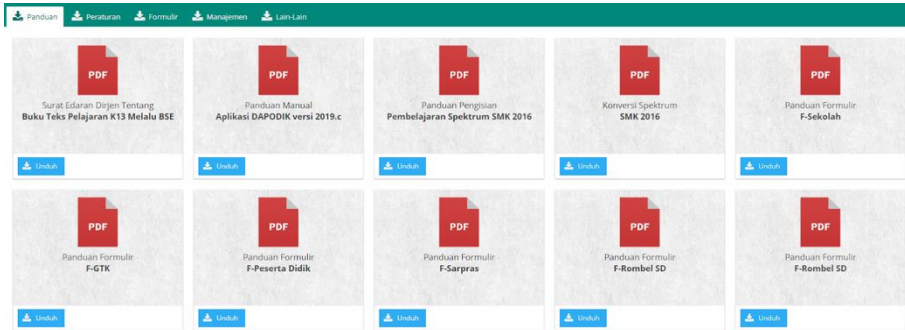 Panduan
Peraturan
Formulir
Manajemen
Lain-Lain
PDF
Surat Edaran Dirjen Tentang
Buku Teks Pelajaran K13 Melalu BSE
Unduh
PDF
Panduan Manual
Aplikasi DAPODIK versi 2019.c
Unduh
PDF
Panduan Pengisian
Pembelajaran Spektrum SMK 2016
Unduh
PDF
Konversi Spektrum
SMK 2016
Unduh
PDF
Panduan Formulir
F-Sekolah
Unduh
PDF
Panduan Formulir
F-GTK
Unduh
PDF
Panduan Formulir
F-Peserta Didik
Unduh
PDF
Panduan Formulir
F-Sarpras
Unduh
PDF
Panduan Formulir
F-Rombel SD
Unduh
PDF
Panduan Formulir
F-Rombel SD
Unduh